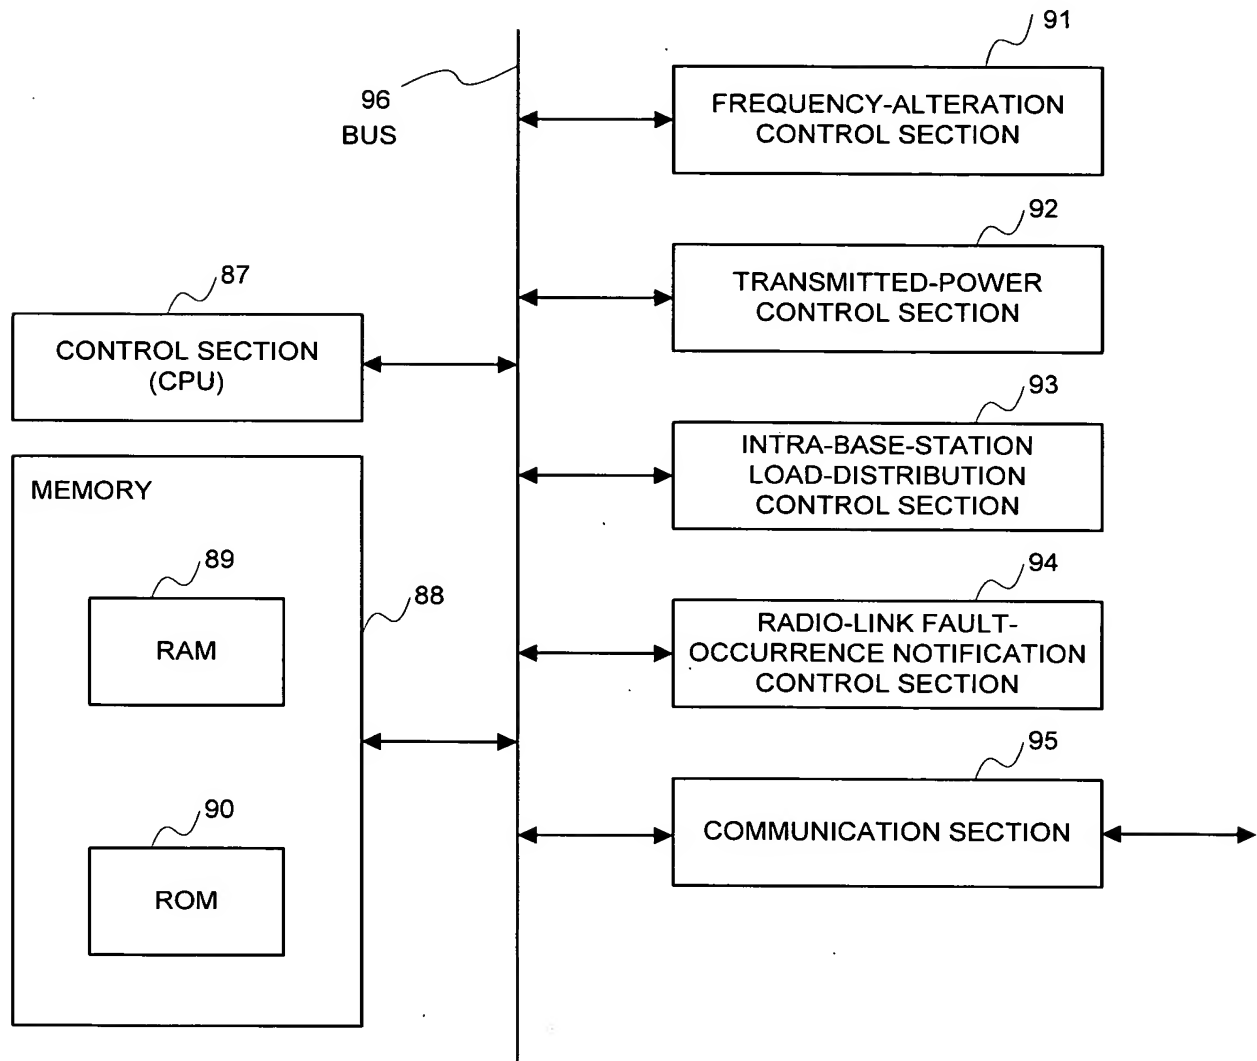 91
FREQUENCY-ALTERATION
CONTROL SECTION
96
BUS
92
TRANSMITTED-POWER
CONTROL SECTION
87
CONTROL SECTION
(CPU)
93
INTRA-BASE-STATION
LOAD-DISTRIBUTION
CONTROL SECTION
MEMORY
89
RAM
88
94
RADIO-LINK FAULT-
OCCURRENCE NOTIFICATION
CONTROL SECTION
95
COMMUNICATION SECTION
90
ROM